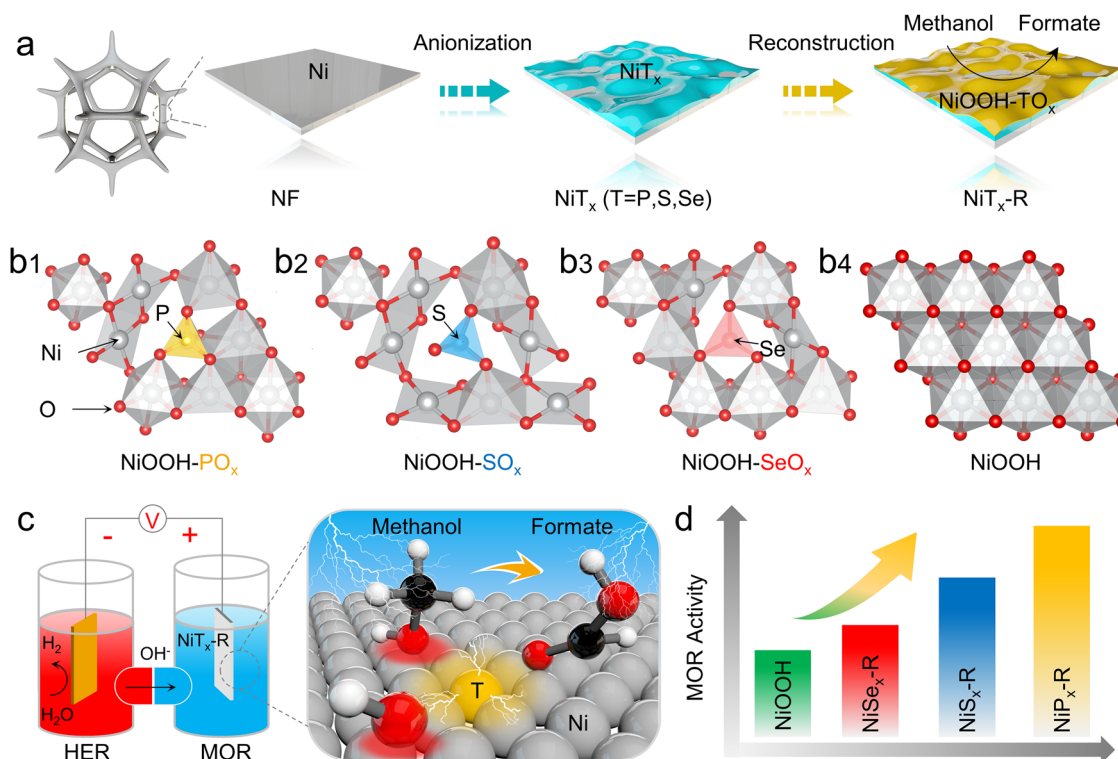 a
Ni
Anionization
NiTₓ
Reconstruction
Methanol
Formate
NiOOH-TOₓ
NF
NiTₓ (T=P,S,Se)
NiTₓ-R
b1
P
Ni
O
NiOOH-POₓ
b2
S
NiOOH-SOₓ
b3
Se
NiOOH-SeOₓ
b4
NiOOH
c
V
-
+
H₂
H₂O
OH⁻
NiTₓ-R
HER
MOR
Methanol
Formate
T
Ni
d
MOR Activity
NiOOH
NiSeₓ-R
NiSₓ-R
NiPₓ-R